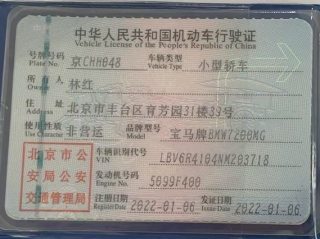 中华人民共和国机动车行驶证
Vehicle License of the People's Republic of China
号牌号码 京CHH048 车辆类型 小型轿车
Plate No. Vehicle Type
所有人 林红
Owner
住址 北京市丰台区育芳园31楼39号
Address
使用性质 非营运 品牌型号 宝马牌BMW7200MG
Use Character Model
北京市公
安局公安
交通管理局
车辆识别代号 LBV6R4104NM203718
VIN
发动机号码 5099F400
Engine No.
注册日期 2022-01-06 发证日期 2022-01-06
Register Date Issue Date